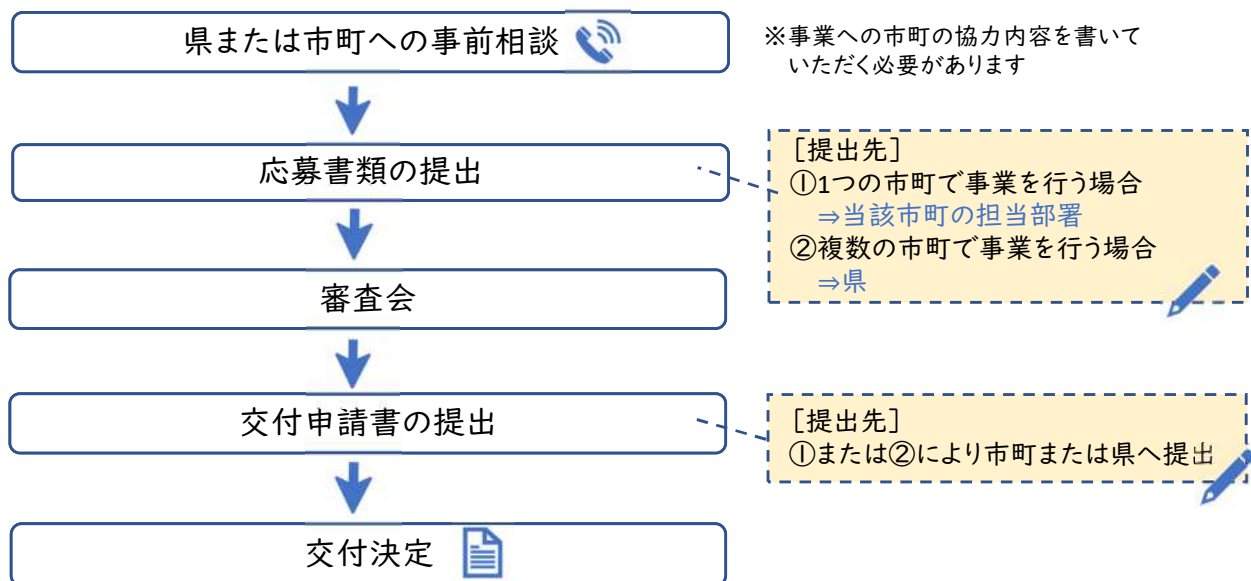 県または市町への事前相談
※事業への市町の協力内容を書いて
いただく必要があります
応募書類の提出
[提出先]
①1つの市町で事業を行う場合
⇒当該市町の担当部署
②複数の市町で事業を行う場合
⇒県
審査会
交付申請書の提出
[提出先]
①または②により市町または県へ提出
交付決定